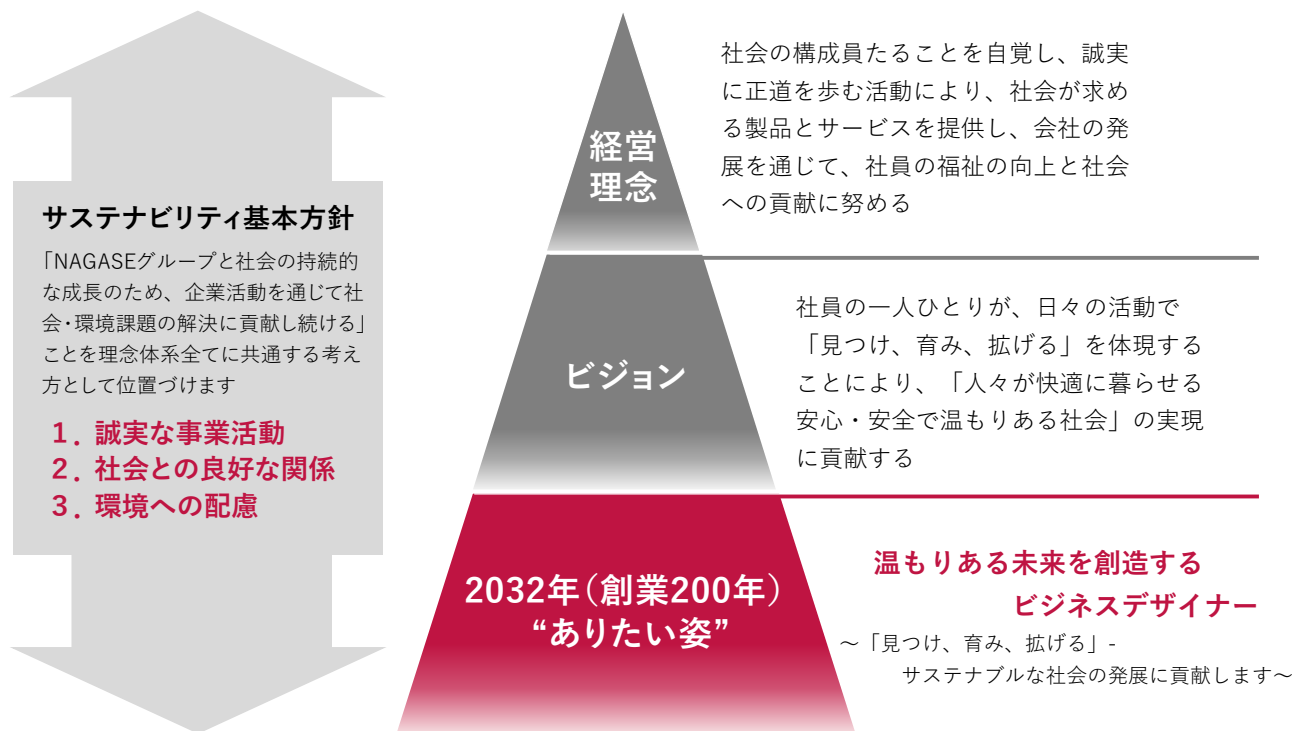 サステナビリティ基本方針
「NAGASEグループと社会の持続的
な成長のため、企業活動を通じて社
会・環境課題の解決に貢献し続ける」
ことを理念体系全てに共通する考え
方として位置づけます
1. 誠実な事業活動
2. 社会との良好な関係
3. 環境への配慮
経営
理念
社会の構成員たることを自覚し、誠実
に正道を歩む活動により、社会が求め
る製品とサービスを提供し、会社の発
展を通じて、社員の福祉の向上と社会
への貢献に努める
ビジョン
社員の一人ひとりが、日々の活動で
「見つけ、育み、拡げる」を体現する
ことにより、「人々が快適に暮らせる
安心・安全で温もりある社会」の実現
に貢献する
2032年(創業200年)
“ありたい姿”
温もりある未来を創造する
ビジネスデザイナー
~「見つけ、育み、拡げる」-
サステナブルな社会の発展に貢献します~